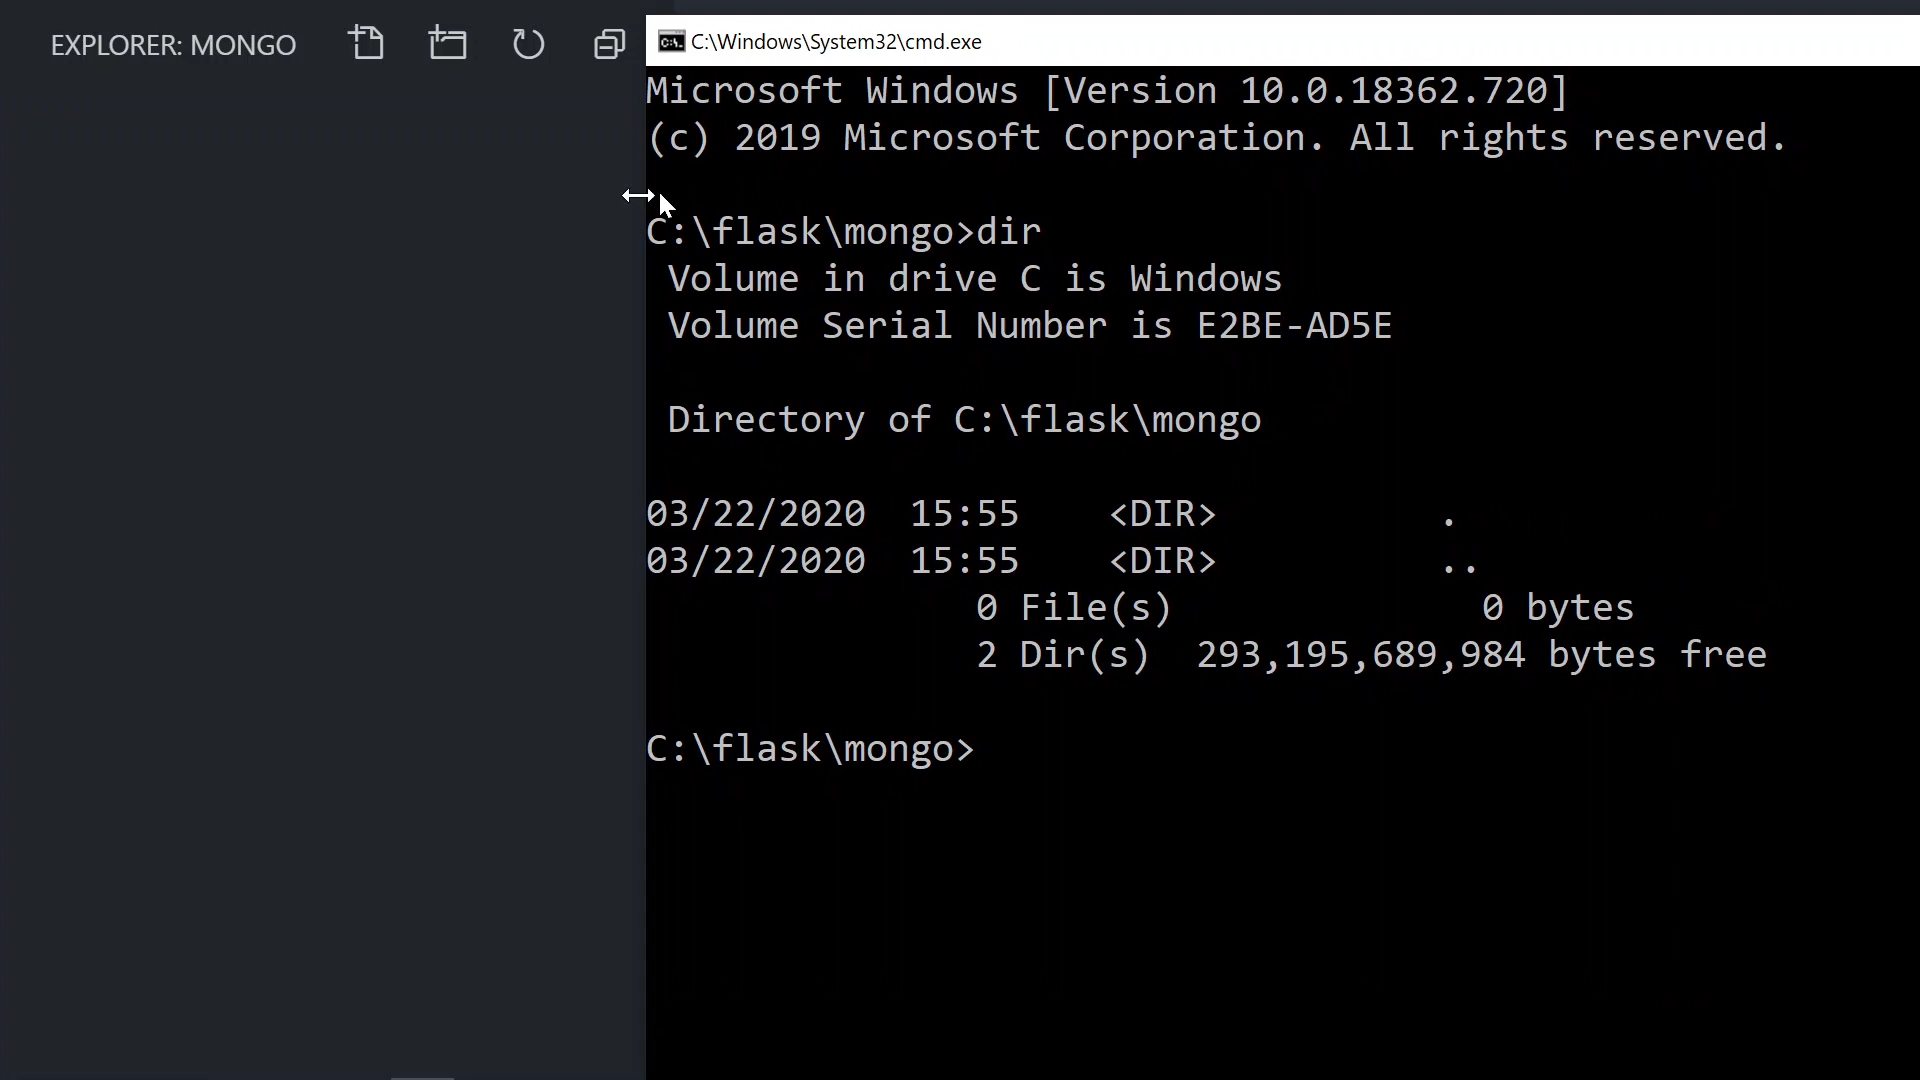 EXPLORER: MONGO
C:\Windows\System32\cmd.exe
Microsoft Windows [Version 10.0.18362.720]
(c) 2019 Microsoft Corporation. All rights reserved.
C:\flask\mongo>dir
Volume in drive C is Windows
Volume Serial Number is E2BE-AD5E
Directory of C:\flask\mongo
03/22/2020  15:55    <DIR>          .
03/22/2020  15:55    <DIR>          ..
0 File(s)              0 bytes
2 Dir(s)  293,195,689,984 bytes free
C:\flask\mongo>